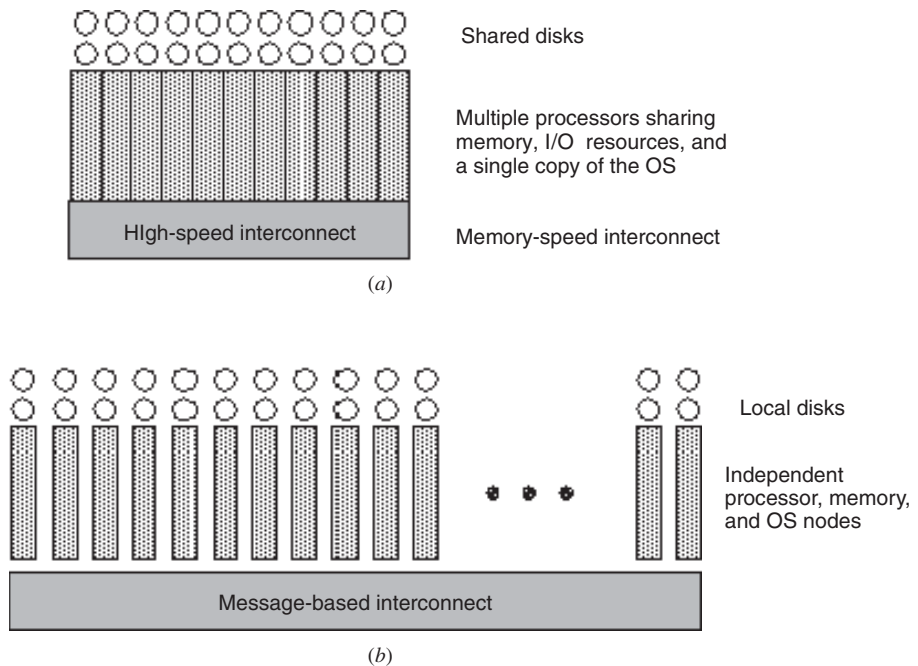 Shared disks
Multiple processors sharing
memory, I/O resources, and
a single copy of the OS
HIgh-speed interconnect
Memory-speed interconnect
(a)
Local disks
Independent
processor, memory,
and OS nodes
Message-based interconnect
(b)